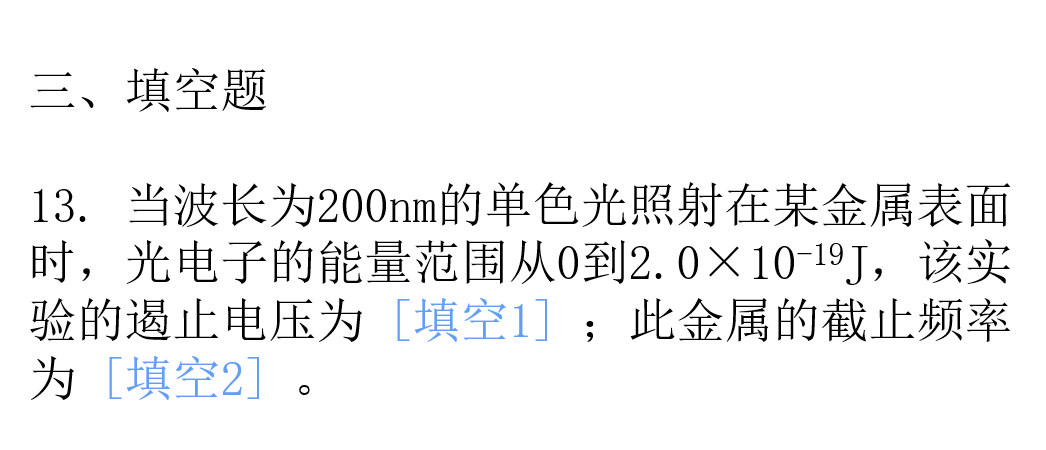 三、填空题
13. 当波长为200nm的单色光照射在某金属表面
时，光电子的能量范围从0到2.0×10⁻¹⁹J，该实
验的遏止电压为 [填空1] ；此金属的截止频率
为 [填空2] 。